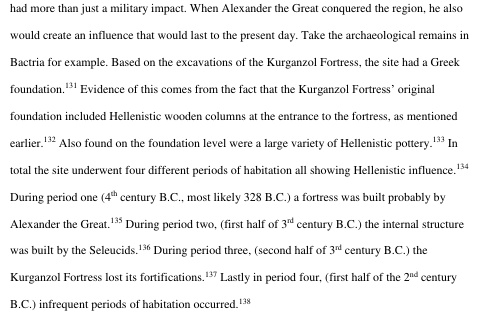 had more than just a military impact. When Alexander the Great conquered the region, he also
would create an influence that would last to the present day. Take the archaeological remains in
Bactria for example. Based on the excavations of the Kurganzol Fortress, the site had a Greek
foundation.131 Evidence of this comes from the fact that the Kurganzol Fortress’ original
foundation included Hellenistic wooden columns at the entrance to the fortress, as mentioned
earlier.132 Also found on the foundation level were a large variety of Hellenistic pottery.133 In
total the site underwent four different periods of habitation all showing Hellenistic influence.134
During period one (4th century B.C., most likely 328 B.C.) a fortress was built probably by
Alexander the Great.135 During period two, (first half of 3rd century B.C.) the internal structure
was built by the Seleucids.136 During period three, (second half of 3rd century B.C.) the
Kurganzol Fortress lost its fortifications.137 Lastly in period four, (first half of the 2nd century
B.C.) infrequent periods of habitation occurred.138